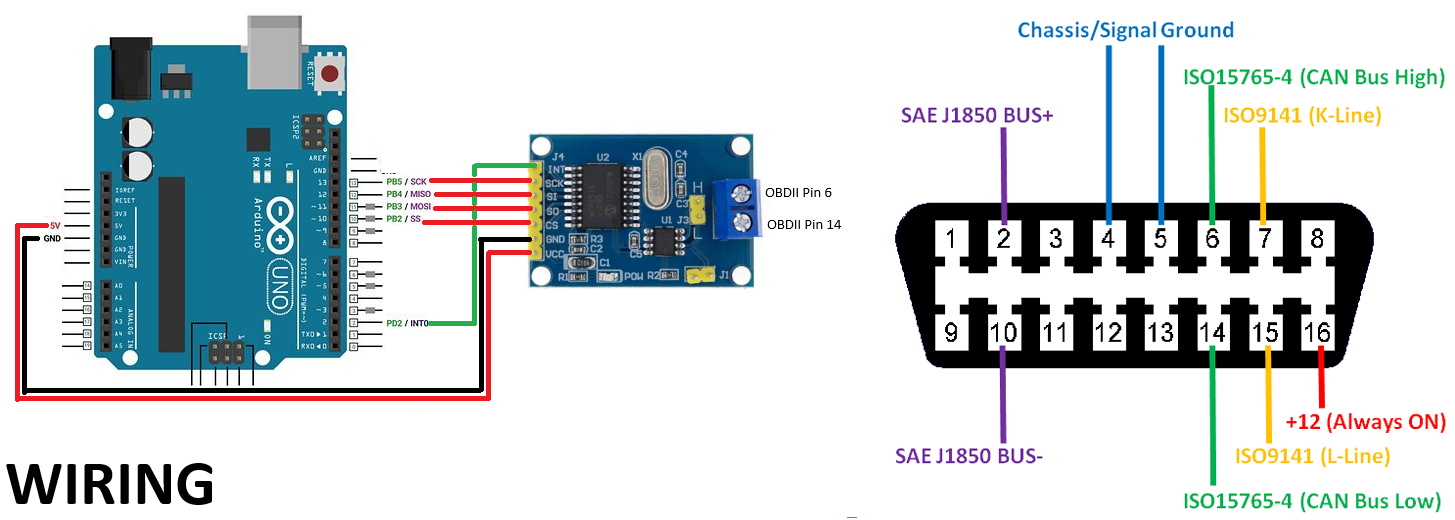 Chassis/Signal Ground
ISO15765-4 (CAN Bus High)
SAE J1850 BUS+
ISO9141 (K-Line)
RESET
ICSP2
L
TX
RX
AREF
GND
13
12
~11
~10
~9
8
IOREF
RESET
3V3
5V
GND
GND
VIN
POWER
Arduino
UNO
DIGITAL (PWM=~)
7
~6
~5
4
~3
2
TXD 1
RXD 0
A0
A1
A2
A3
A4
A5
ANALOG IN
ICSP
1
ON
5V
GND
PB5 / SCK
PB4 / MISO
PB3 / MOSI
PB2 / SS
PD2 / INT0
J4
INT
SCK
SI
SO
CS
GND
VCC
U2
X1
C4
H
C3
L
U1
J3
R3
C2
C1
R1
POW
C5
R2
J1
OBDII Pin 6
OBDII Pin 14
1 2 3 4 5 6 7 8
9 10 11 12 13 14 15 16
+12 (Always ON)
SAE J1850 BUS-
ISO9141 (L-Line)
ISO15765-4 (CAN Bus Low)
WIRING